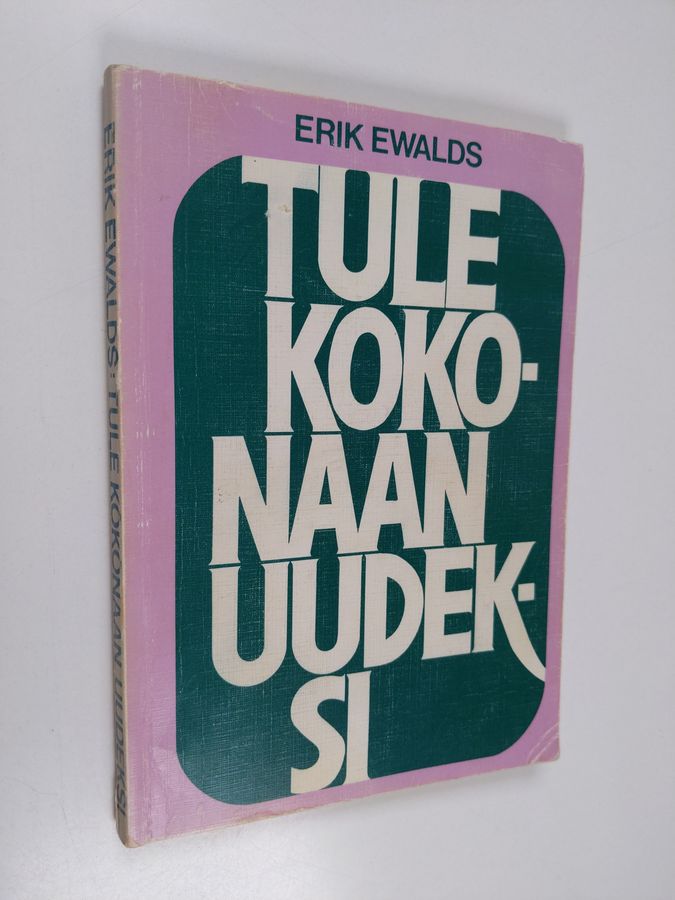 ERIK EWALDS
TULE
KOKO-
NAAN
UUDEK-
SI
ERIK EWALDS: TULE KOKONAAN UUDEKSI